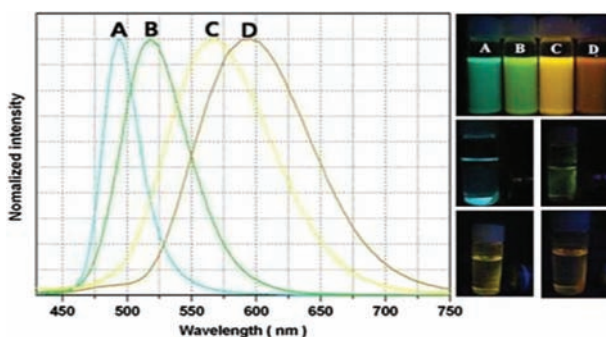 A B C D
Nomalized intensity
450 500 550 600 650 700 750
Wavelength ( nm )
A B C D